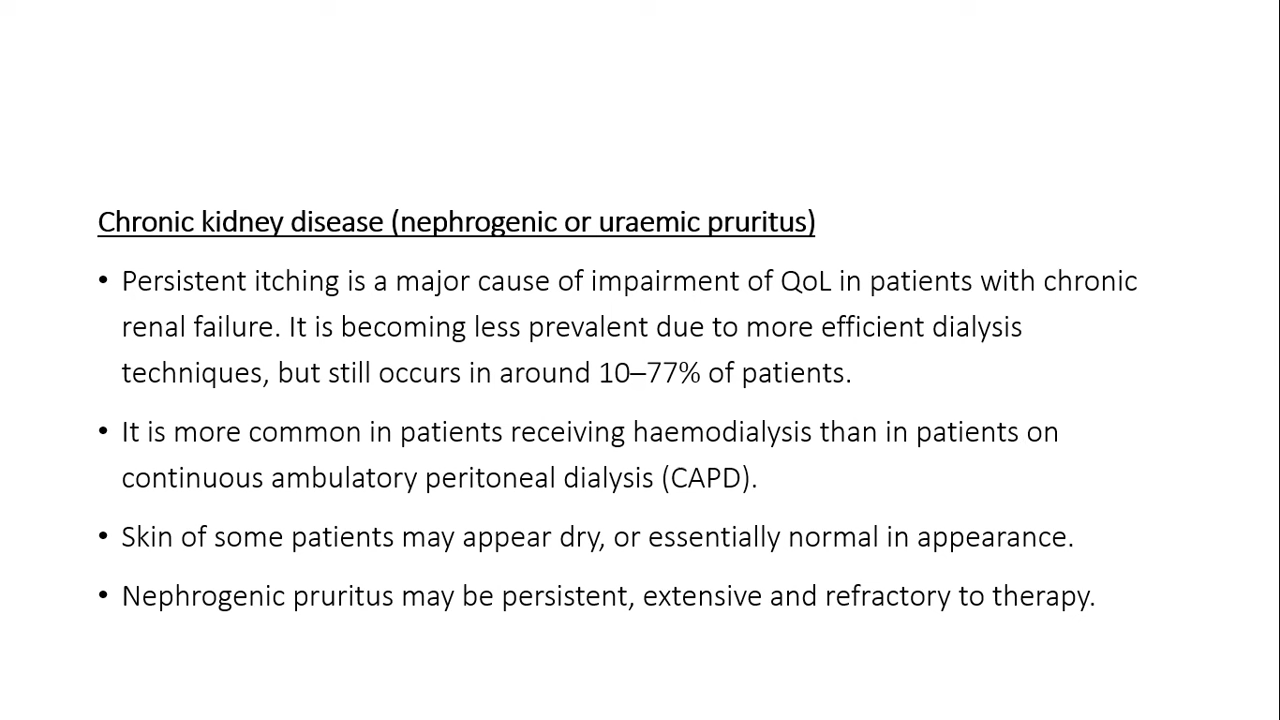 Chronic kidney disease (nephrogenic or uraemic pruritus)
• Persistent itching is a major cause of impairment of QoL in patients with chronic
renal failure. It is becoming less prevalent due to more efficient dialysis
techniques, but still occurs in around 10–77% of patients.
• It is more common in patients receiving haemodialysis than in patients on
continuous ambulatory peritoneal dialysis (CAPD).
• Skin of some patients may appear dry, or essentially normal in appearance.
• Nephrogenic pruritus may be persistent, extensive and refractory to therapy.